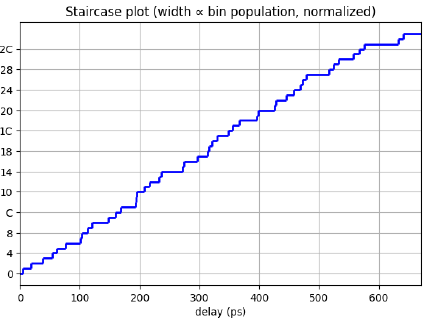 Staircase plot (width ∝ bin population, normalized)
2C
28
24
20
1C
18
14
10
C
8
4
0
0 100 200 300 400 500 600
delay (ps)